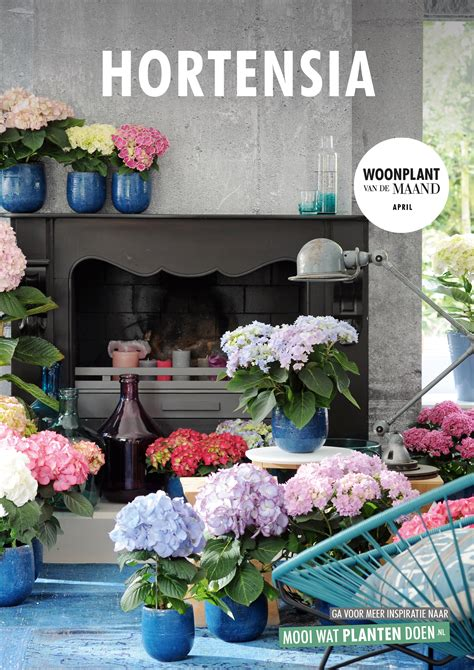 HORTENSIA
WOONPLANT
VAN DE MAAND
APRIL
GA VOOR MEER INSPIRATIE NAAR
MOOI WAT PLANTEN DOEN.NL